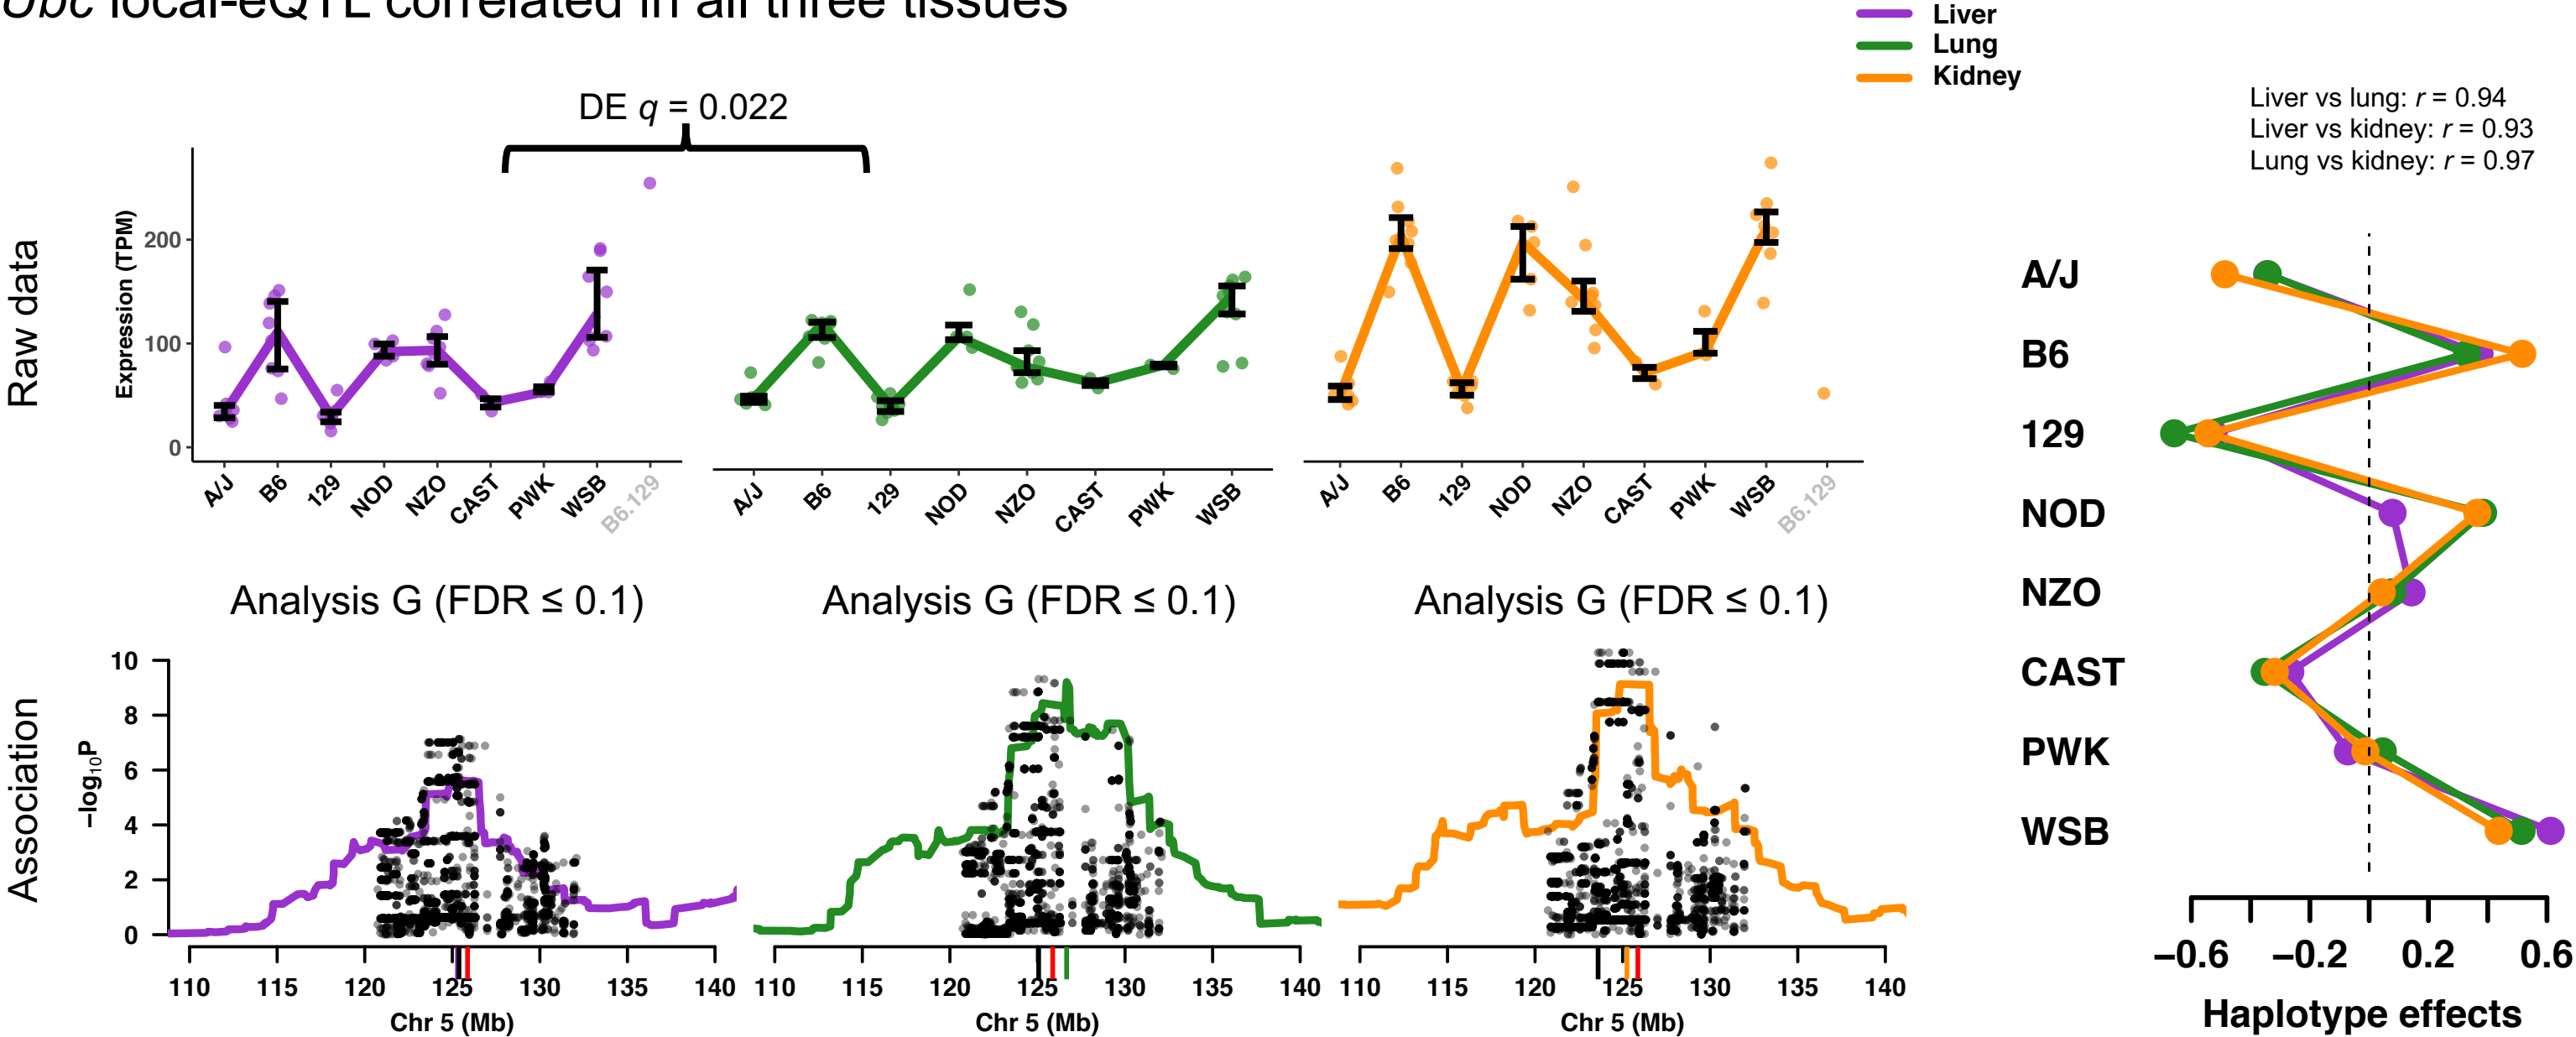 Ubc local-eQTL correlated in all three tissues
Liver
Lung
Kidney
Liver vs lung: r = 0.94
Liver vs kidney: r = 0.93
Lung vs kidney: r = 0.97
DE q = 0.022
Raw data
Expression (TPM)
200
100
0
A/J B6 129 NOD NZO CAST PWK WSB B6.129
A/J B6 129 NOD NZO CAST PWK WSB
A/J B6 129 NOD NZO CAST PWK WSB B6.129
Analysis G (FDR ≤ 0.1) Analysis G (FDR ≤ 0.1) Analysis G (FDR ≤ 0.1)
Association
−log10P
10
8
6
4
2
0
110 115 120 125 130 135 140
Chr 5 (Mb)
110 115 120 125 130 135 140
Chr 5 (Mb)
110 115 120 125 130 135 140
Chr 5 (Mb)
A/J
B6
129
NOD
NZO
CAST
PWK
WSB
−0.6 −0.2 0.2 0.6
Haplotype effects